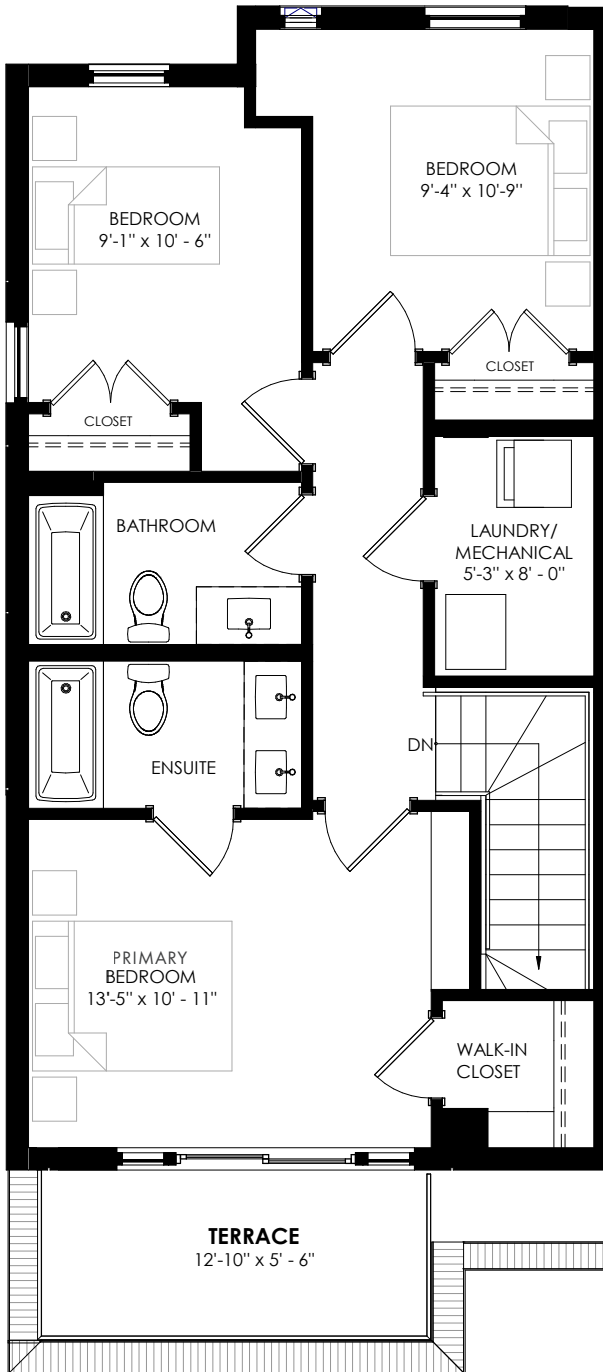 BEDROOM
9'-4" x 10'-9"
BEDROOM
9'-1" x 10' - 6"
CLOSET
CLOSET
BATHROOM
LAUNDRY/
MECHANICAL
5'-3" x 8' - 0"
DN
ENSUITE
PRIMARY
BEDROOM
13'-5" x 10' - 11"
WALK-IN
CLOSET
TERRACE
12'-10" x 5' - 6"